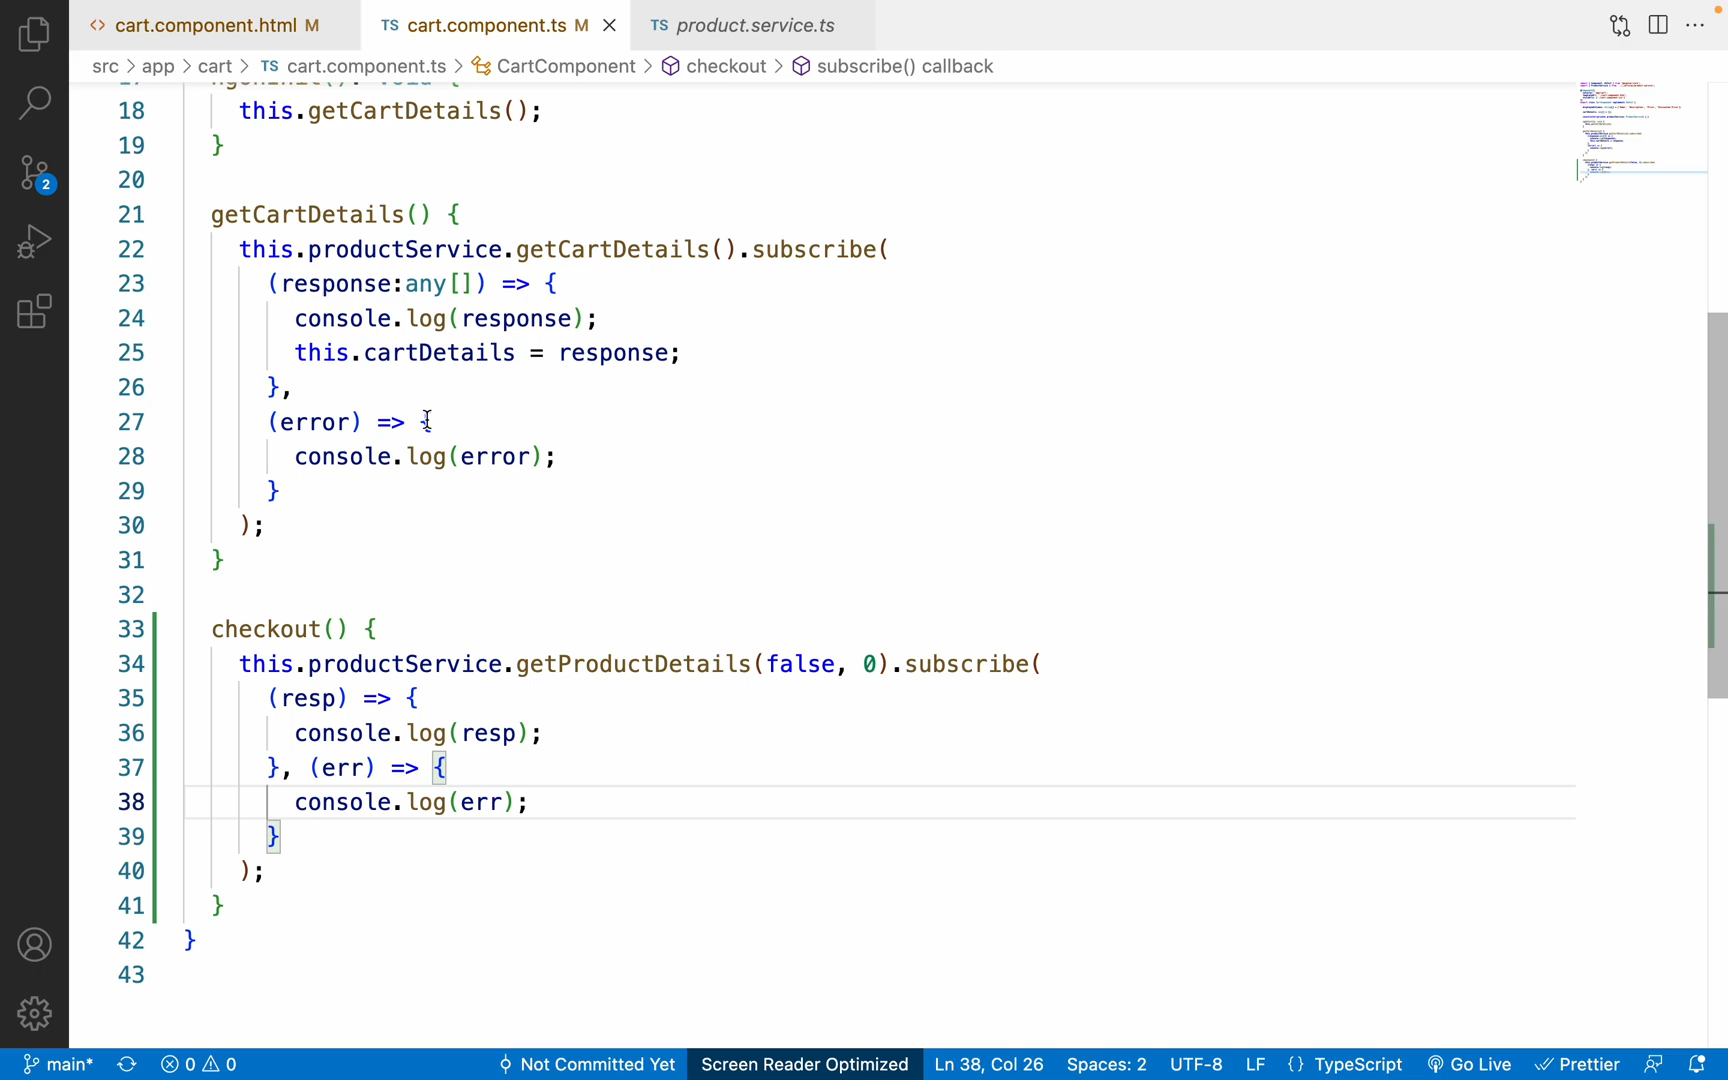 <> cart.component.html M
TS cart.component.ts M
TS product.service.ts
src > app > cart > TS cart.component.ts > CartComponent > checkout > subscribe() callback
18 this.getCartDetails();
19 }
20
21 getCartDetails() {
22 this.productService.getCartDetails().subscribe(
23 (response:any[]) => {
24 console.log(response);
25 this.cartDetails = response;
26 },
27 (error) => {
28 console.log(error);
29 }
30 );
31 }
32
33 checkout() {
34 this.productService.getProductDetails(false, 0).subscribe(
35 (resp) => {
36 console.log(resp);
37 }, (err) => {
38 console.log(err);
39 }
40 );
41 }
42 }
43
2
main* 0 0 Not Committed Yet Screen Reader Optimized Ln 38, Col 26 Spaces: 2 UTF-8 LF {} TypeScript Go Live Prettier